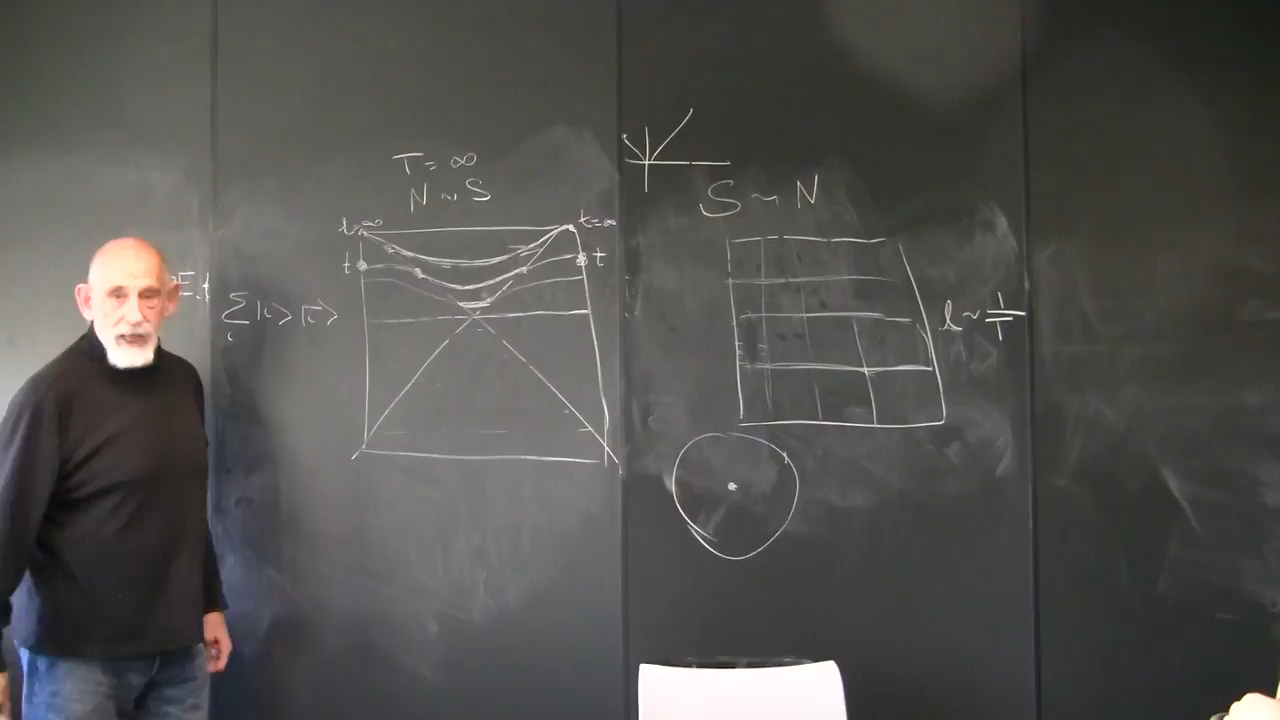 T = ∞
N ~ S
t=∞ t=∞
t t
E,t
Σ |i> |ī>
i
S ~ N
l ~ 1/T